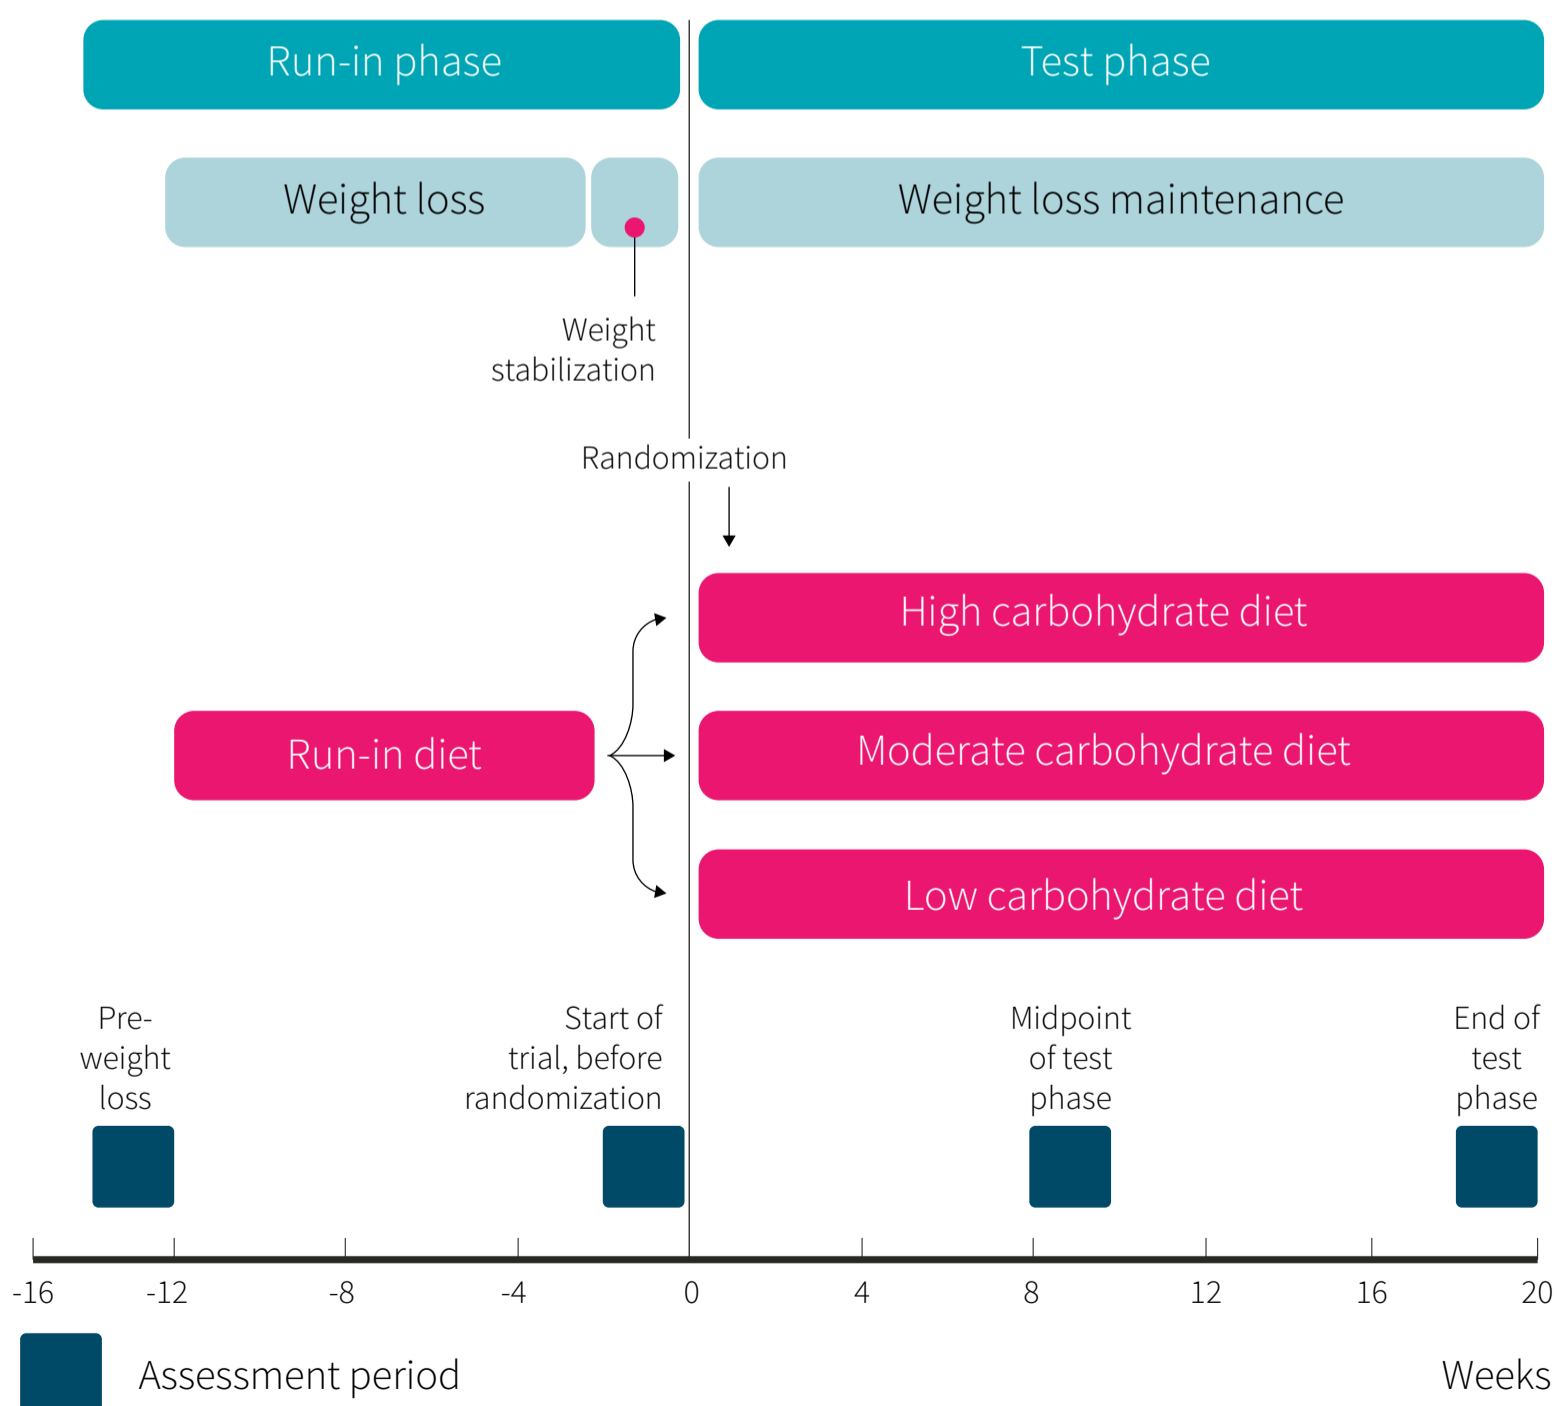 Run-in phase
Test phase
Weight loss
Weight loss maintenance
Weight
stabilization
Randomization
High carbohydrate diet
Run-in diet
Moderate carbohydrate diet
Low carbohydrate diet
Pre-
weight
loss
Start of
trial, before
randomization
Midpoint
of test
phase
End of
test
phase
-16 -12 -8 -4 0 4 8 12 16 20
Assessment period
Weeks